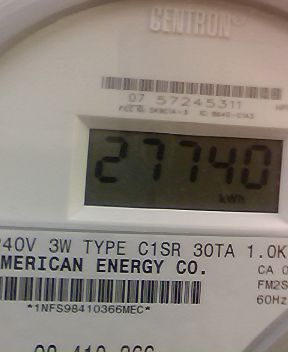 CENTRON®
07 57245311
27740
kWh
240V 3W TYPE C1SR 30TA 1.0K
AMERICAN ENERGY CO.
CA 0
FM2S
60Hz
*1NFS98410366MEC*